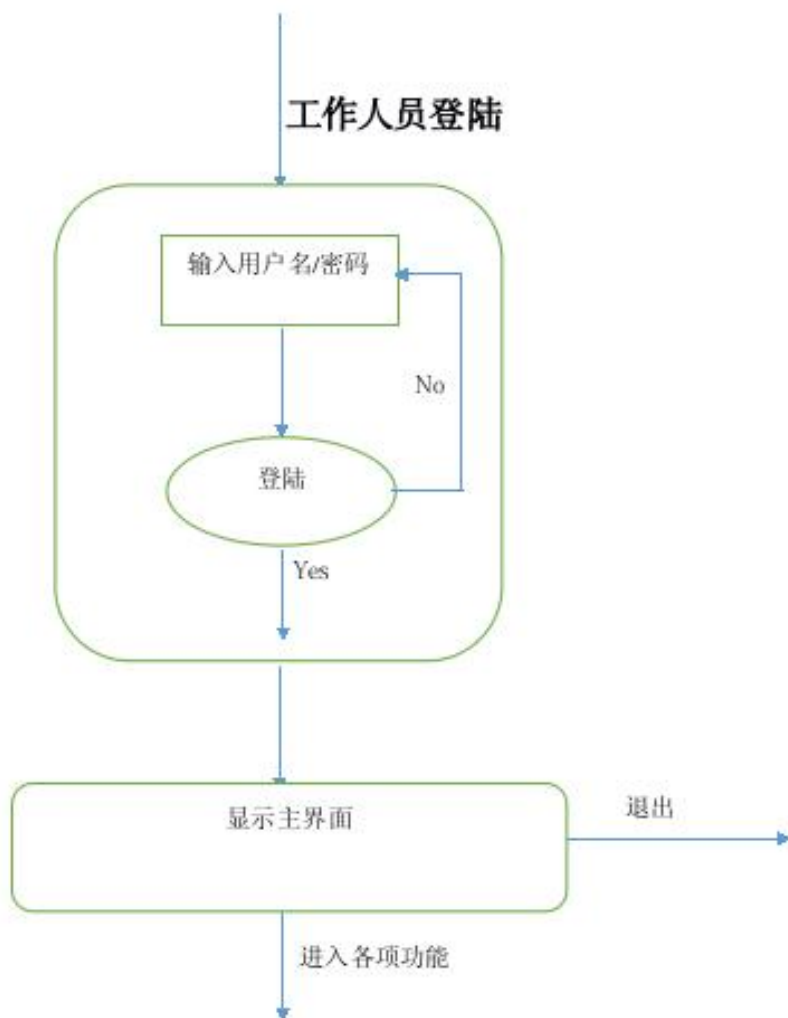 工作人员登陆
输入用户名/密码
No
登陆
Yes
显示主界面
退出
进入各项功能